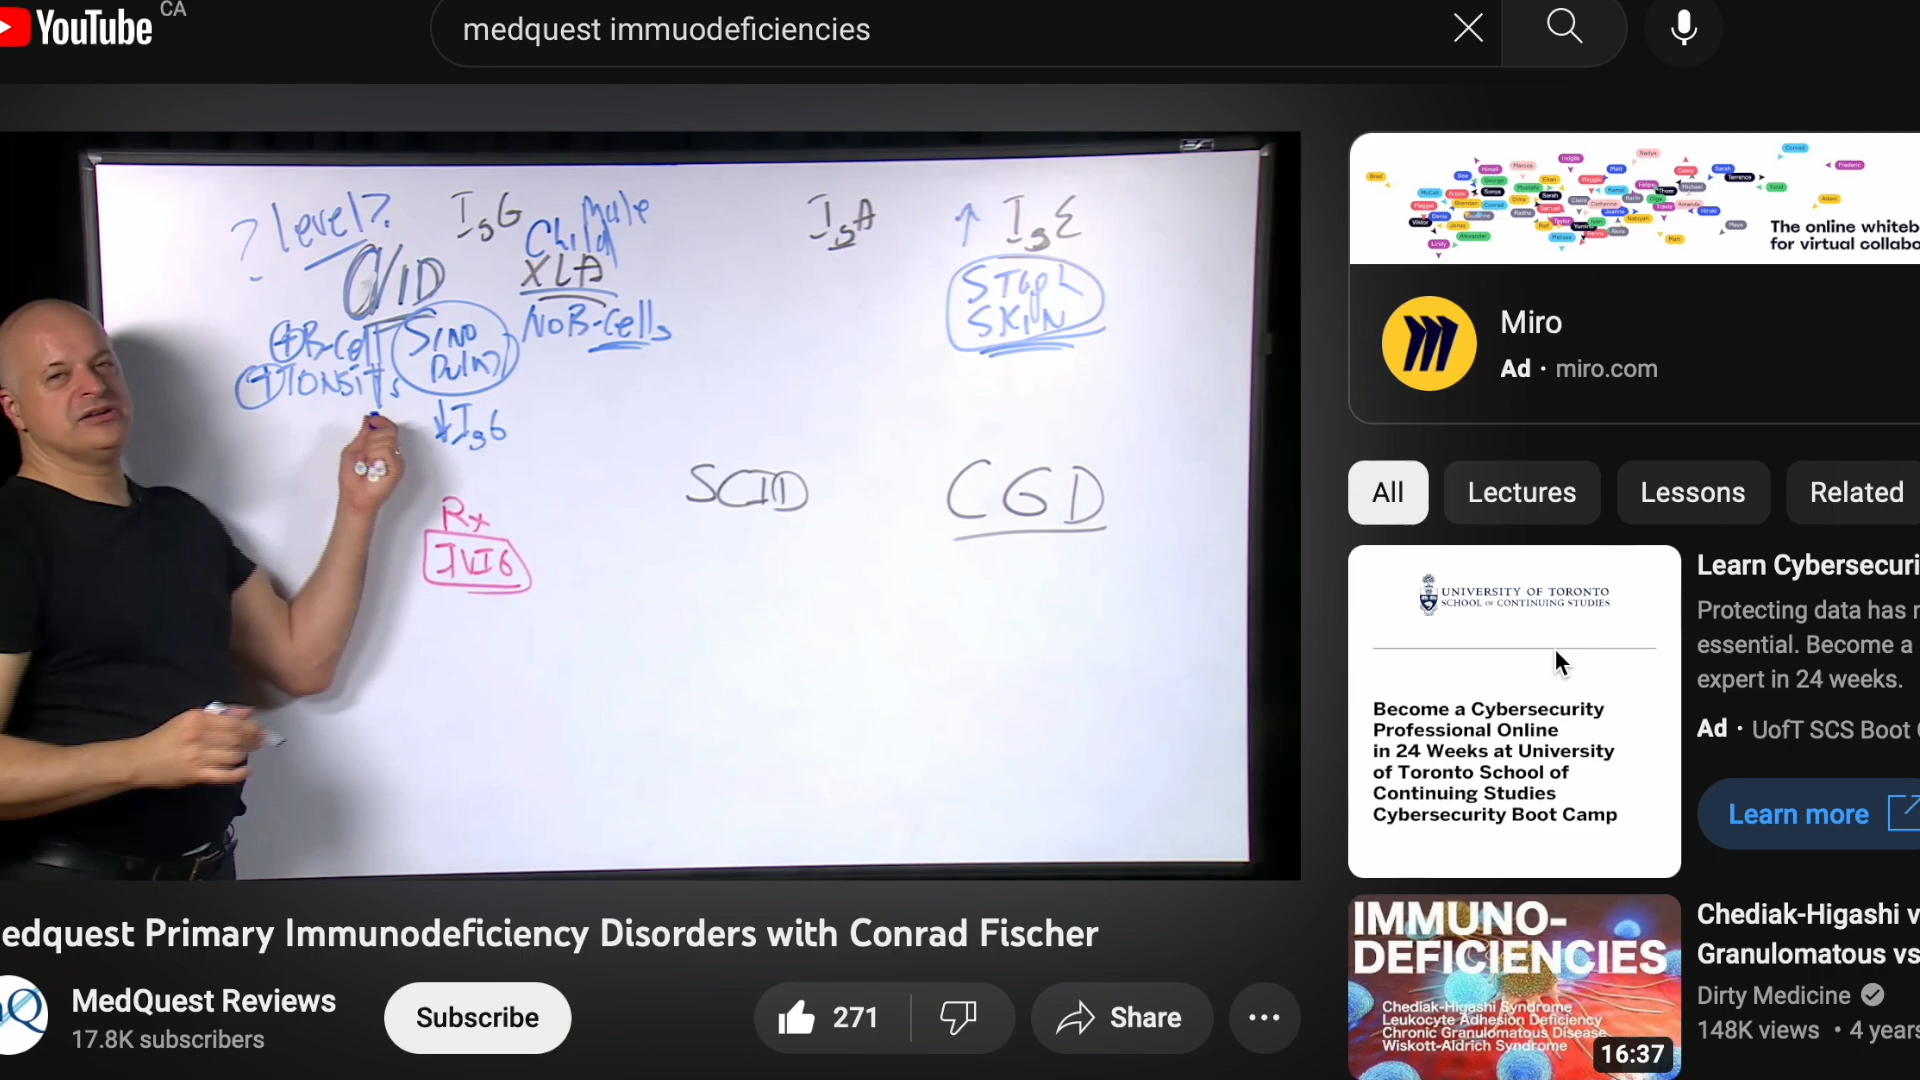 YouTube CA
medquest immuodeficiencies
? level?
IgG
Child Male
IgA
↑ IgE
CVID
XLA
Staph
Skin
+ B-cell
Sino
Pulm
No B-cells
+ Tonsils
↓ IgG
SCID
CGD
Rx
IVIG
edquest Primary Immunodeficiency Disorders with Conrad Fischer
MedQuest Reviews
17.8K subscribers
Subscribe
271
Share
The online whitebo
for virtual collabo
Miro
Ad · miro.com
All
Lectures
Lessons
Related
UNIVERSITY OF TORONTO
SCHOOL OF CONTINUING STUDIES
Become a Cybersecurity
Professional Online
in 24 Weeks at University
of Toronto School of
Continuing Studies
Cybersecurity Boot Camp
Learn Cybersecuri
Protecting data has
essential. Become a
expert in 24 weeks.
Ad · UofT SCS Boot
Learn more
IMMUNO-
DEFICIENCIES
Chediak-Higashi Syndrome
Leukocyte Adhesion Deficiency
Chronic Granulomatous Disease
Wiskott-Aldrich Syndrome
16:37
Chediak-Higashi v
Granulomatous vs
Dirty Medicine
148K views • 4 years